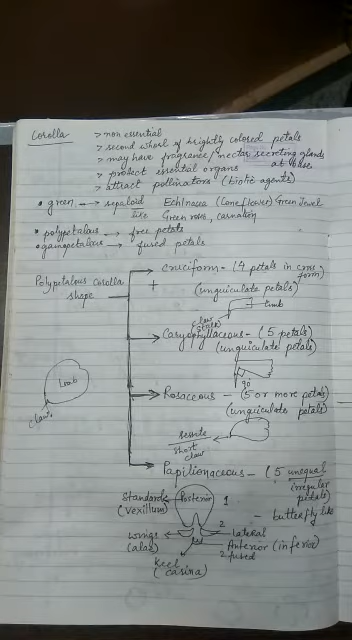 Corolla > non essential
> second whorl of brightly colored petals
> may have fragrance/nectar secreting glands at base
> protect essential organs
> attract pollinators (biotic agents)
• green → sepaloid Echinacea (Coneflower) Green Jewel
like Green rose, carnation
• polypetalous → free petals
• gamopetalous → fused petals
Polypetalous corolla shape
→ cruciform - (4 petals in cross form)
+ (unguiculate petals)
claw stalk limb
→ Caryophyllaceous - (5 petals)
(unguiculate petals)
90°
Limb
claw
→ Rosaceous - (5 or more petals)
(unguiculate petals)
sessile
short claw
→ Papilionaceous - (5 unequal irregular petals)
Standard (vexillum) Posterior 1
- butterfly like
2
Wings (alae) Lateral
Anterior (inferior)
2 fused
Keel (carina)